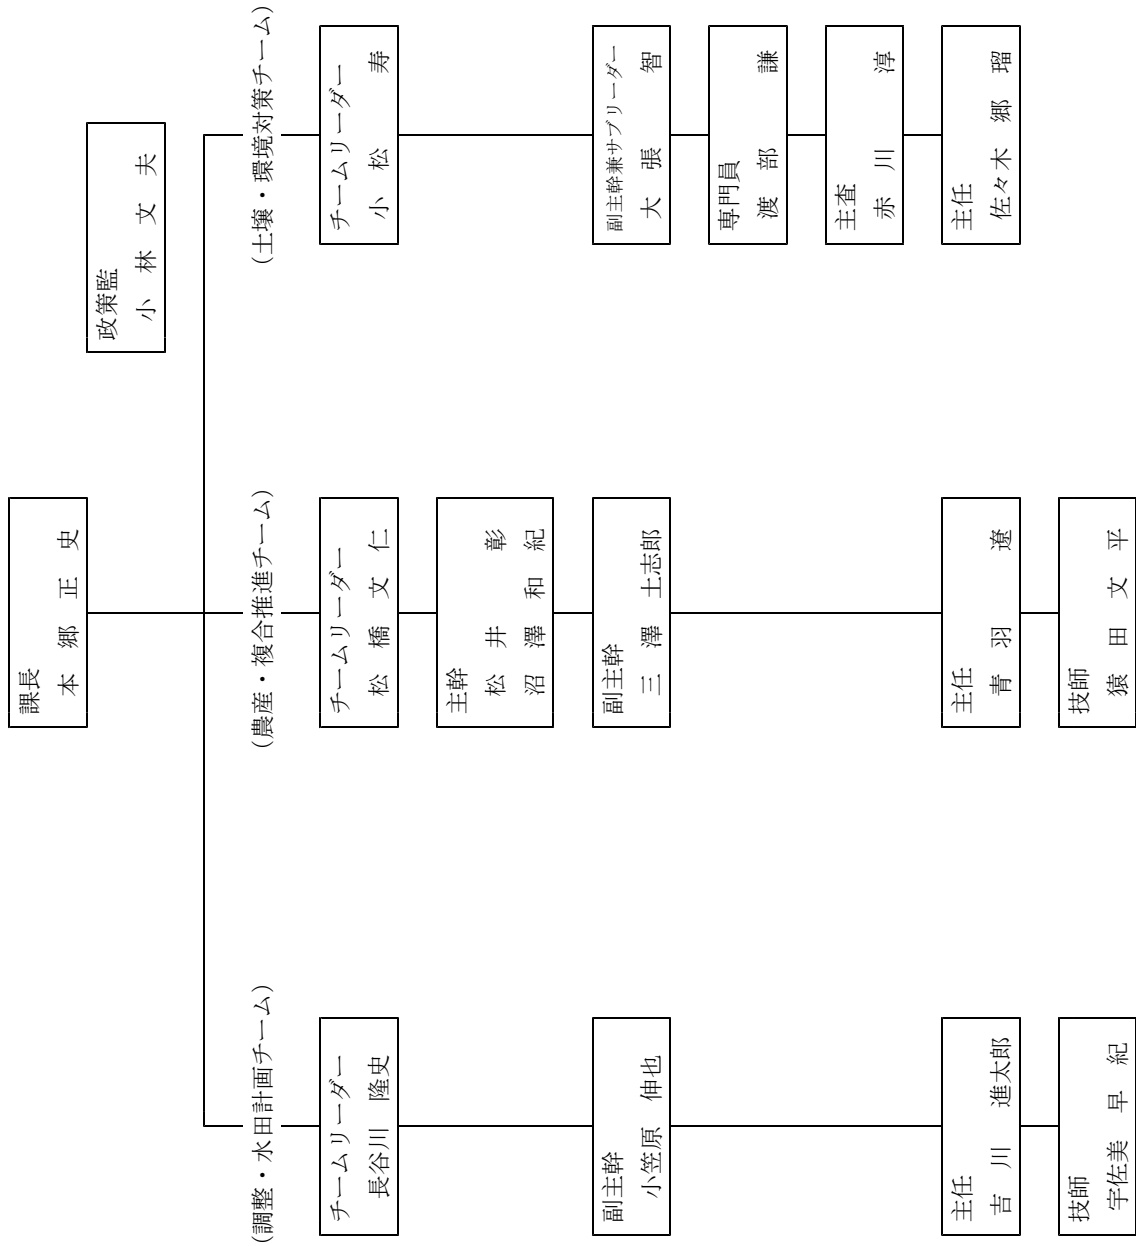 課長
本 郷 正 史
政策監
小 林 文 夫
(調整・水田計画チーム)
チームリーダー
長谷川 隆史
副主幹
小笠原 伸也
主任
吉 川 進太郎
技師
宇佐美 早 紀
(農産・複合推進チーム)
チームリーダー
松 橋 文 仁
主幹
松 井 彰
沼 澤 和 紀
副主幹
三 澤 土志郎
主任
青 羽 遼
技師
猿 田 文 平
(土壌・環境対策チーム)
チームリーダー
小 松 寿
副主幹兼サブリーダー
大 張 智
専門員
渡 部 謙
主査
赤 川 淳
主任
佐々木 郷 瑠